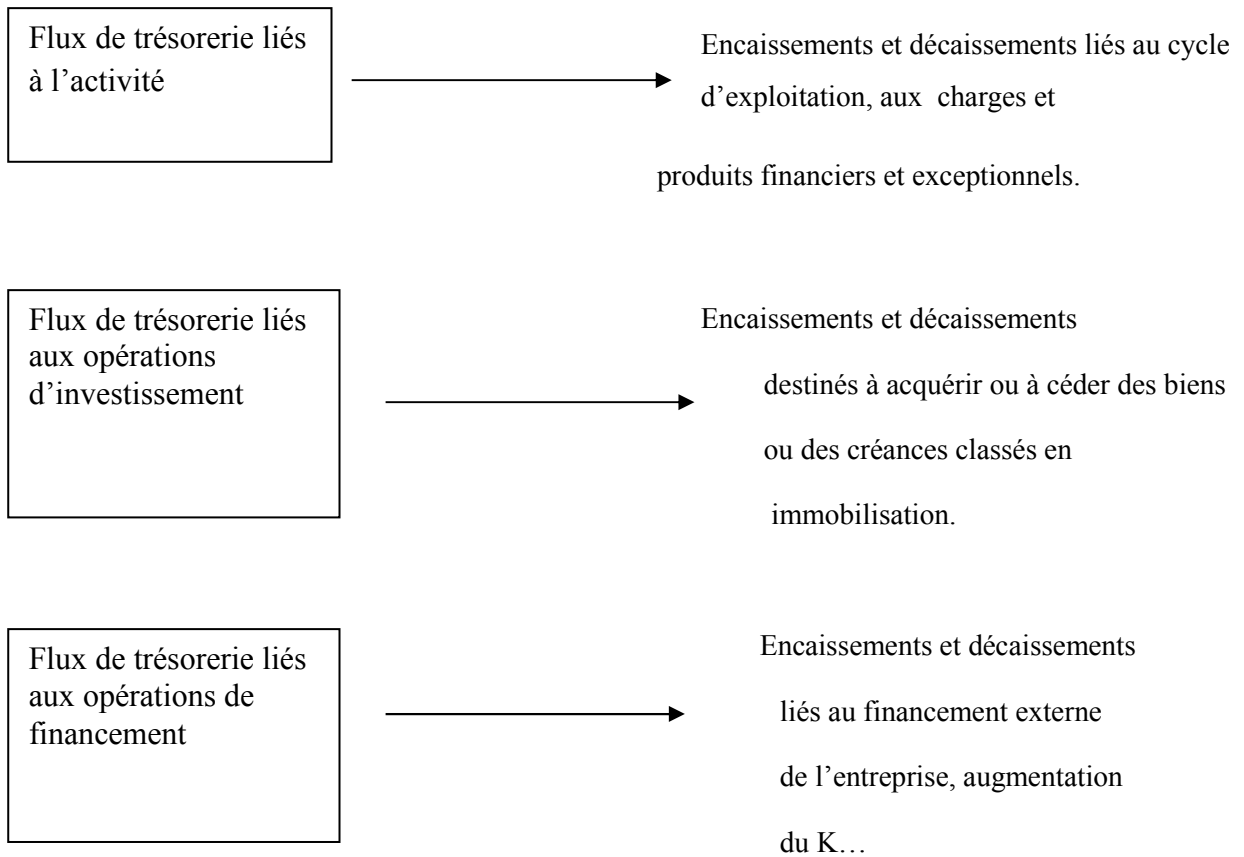 Flux de trésorerie liés
à l’activité
Encaissements et décaissements liés au cycle
d’exploitation, aux  charges et
produits financiers et exceptionnels.
Flux de trésorerie liés
aux opérations
d’investissement
Encaissements et décaissements
destinés à acquérir ou à céder des biens
ou des créances classés en
immobilisation.
Flux de trésorerie liés
aux opérations de
financement
Encaissements et décaissements
liés au financement externe
de l’entreprise, augmentation
du K…